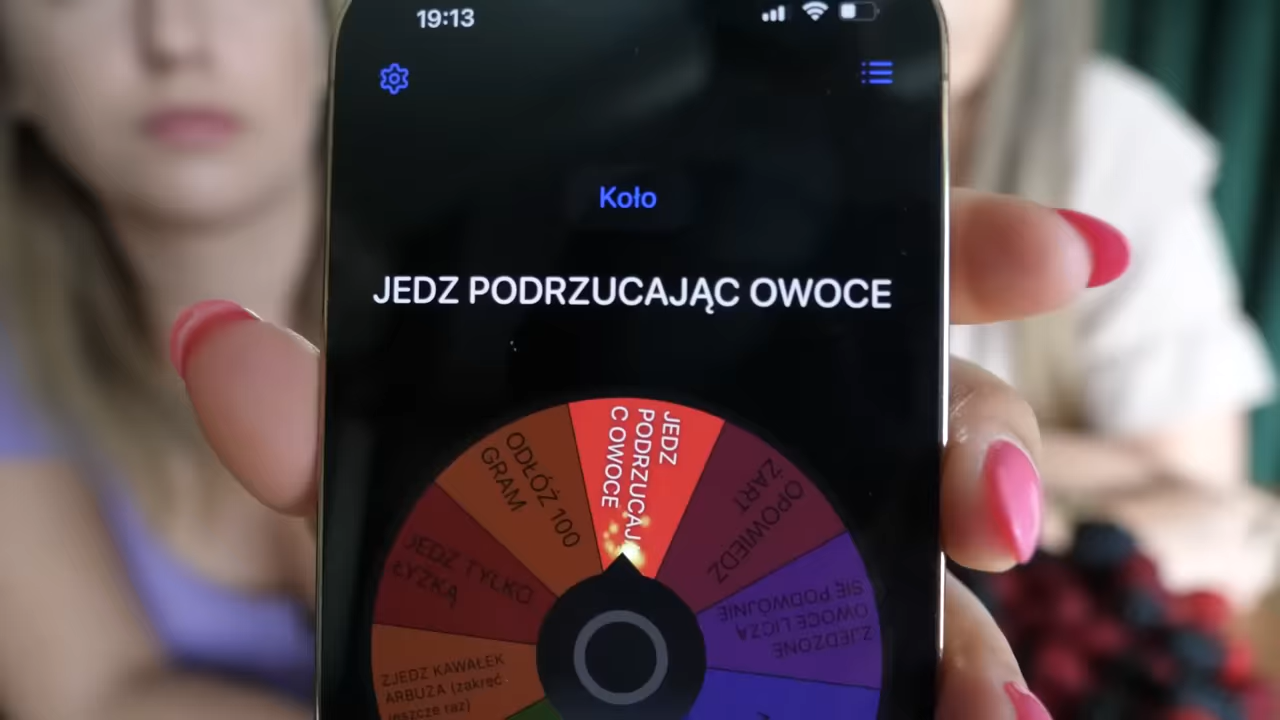 19:13
Koło
JEDZ PODRZUCAJĄC OWOCE
JEDZ
PODRZUCAJ
C OWOCE
ODŁÓŻ 100
GRAM
OPOWIEDZ
ŻART
JEDZ TYLKO
ŁYŻKĄ
ZJEDZONE
OWOCE LICZĄ
SIĘ PODWÓJNIE
ZJEDZ KAWAŁEK
ARBUZA (zakręć
jeszcze raz)